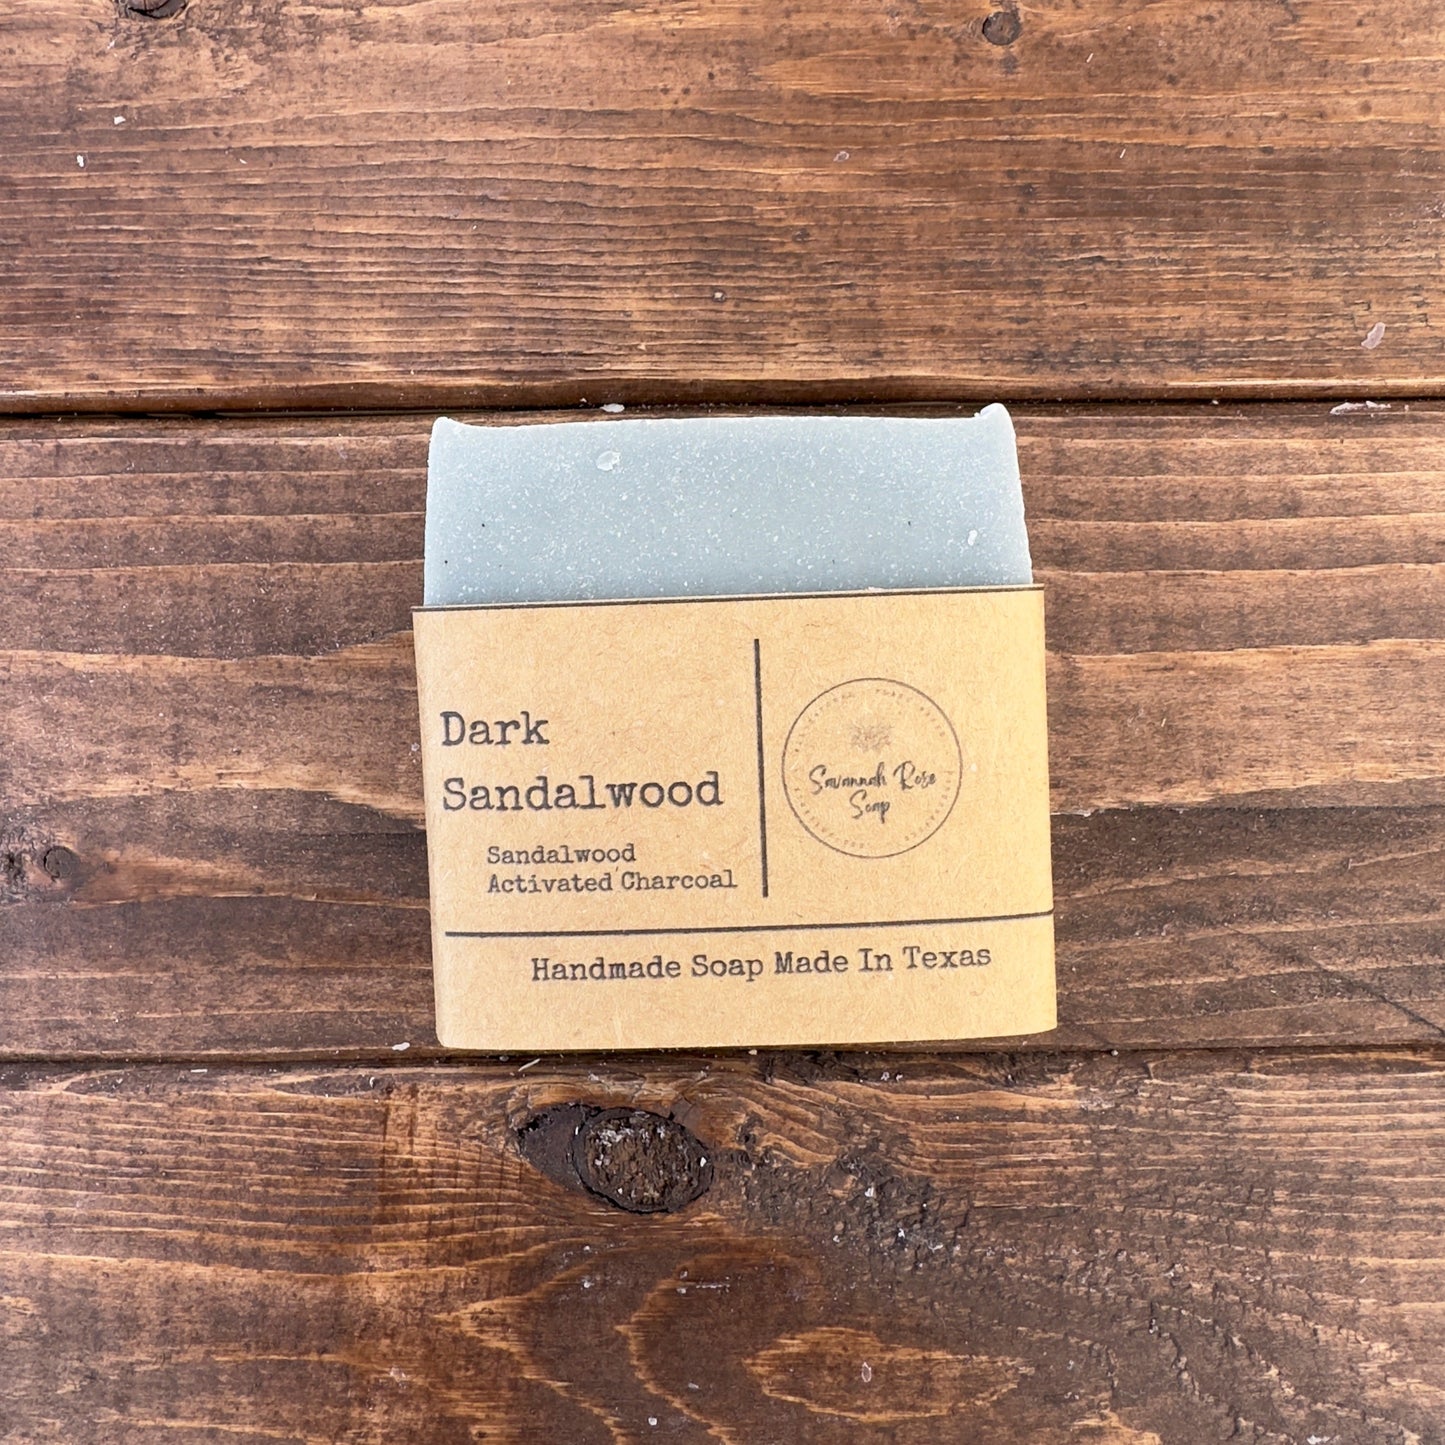 Dark
Sandalwood
Sandalwood,
Activated Charcoal
Savannah Rose
Soap
Handmade Soap Made In Texas